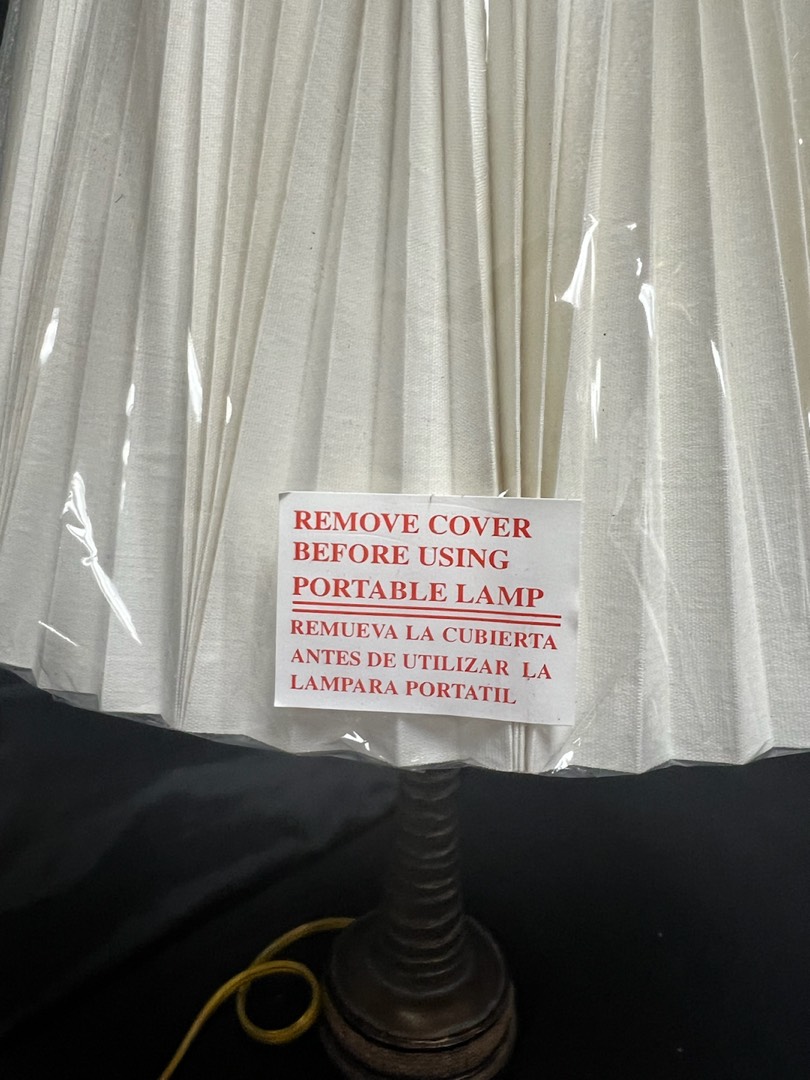 REMOVE COVER
BEFORE USING
PORTABLE LAMP
REMUEVA LA CUBIERTA
ANTES DE UTILIZAR LA
LAMPARA PORTATIL